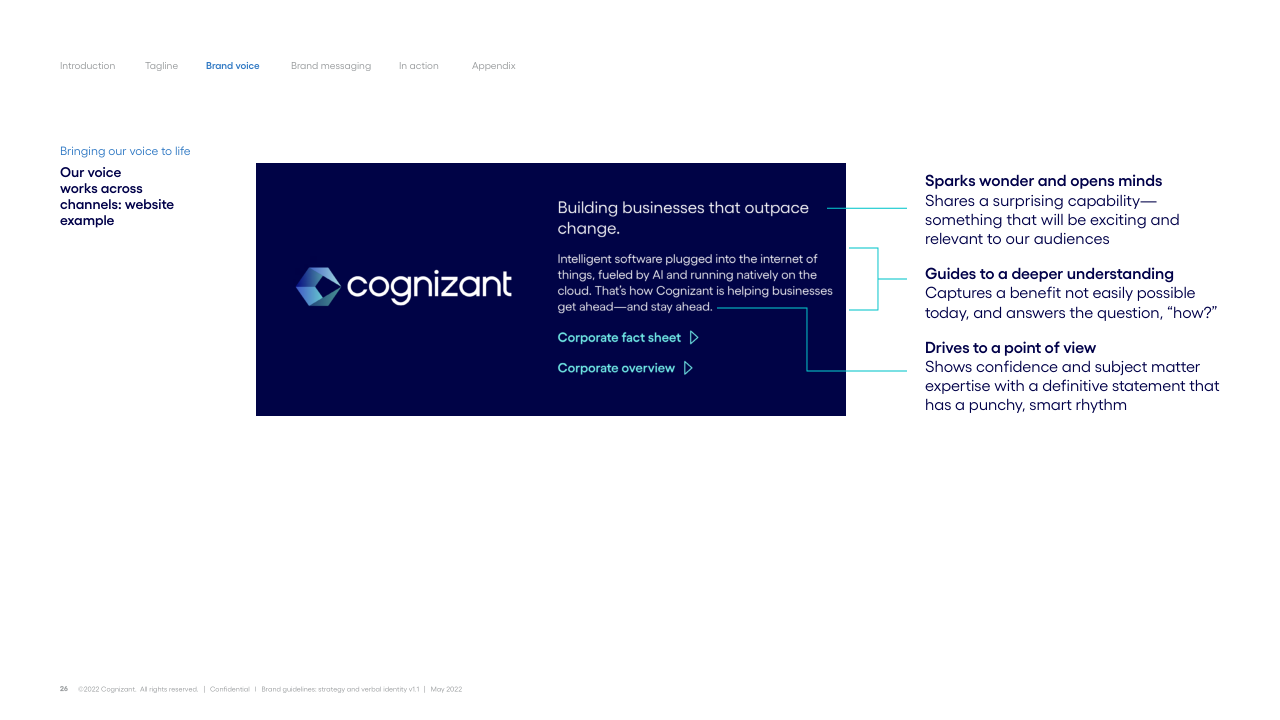 Introduction Tagline Brand voice Brand messaging In action Appendix
Bringing our voice to life
Our voice
works across
channels: website
example
cognizant
Building businesses that outpace
change.
Intelligent software plugged into the internet of
things, fueled by AI and running natively on the
cloud. That's how Cognizant is helping businesses
get ahead—and stay ahead.
Corporate fact sheet
Corporate overview
Sparks wonder and opens minds
Shares a surprising capability—
something that will be exciting and
relevant to our audiences
Guides to a deeper understanding
Captures a benefit not easily possible
today, and answers the question, “how?”
Drives to a point of view
Shows confidence and subject matter
expertise with a definitive statement that
has a punchy, smart rhythm
26 ©2022 Cognizant. All rights reserved. | Confidential | Brand guidelines: strategy and verbal identity v1.1 | May 2022